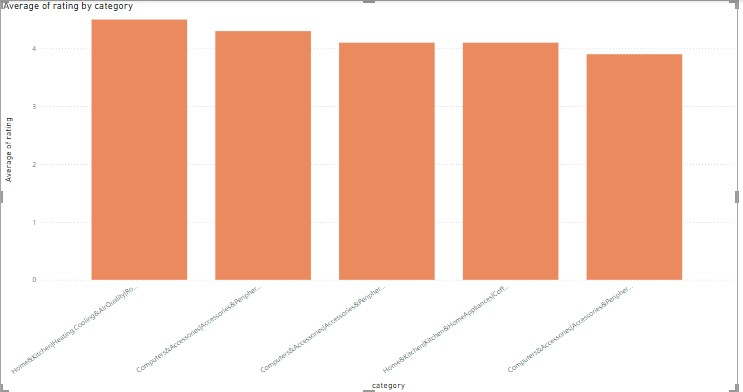 Average of rating by category
Average of rating
4
3
2
1
0
Home&Kitchen|Heating,Cooling&AirQuality|Ro...
Computers&Accessories|Accessories&Peripher...
Computers&Accessories|Accessories&Peripher...
Home&Kitchen|Kitchen&HomeAppliances|Coff...
Computers&Accessories|Accessories&Peripher...
category